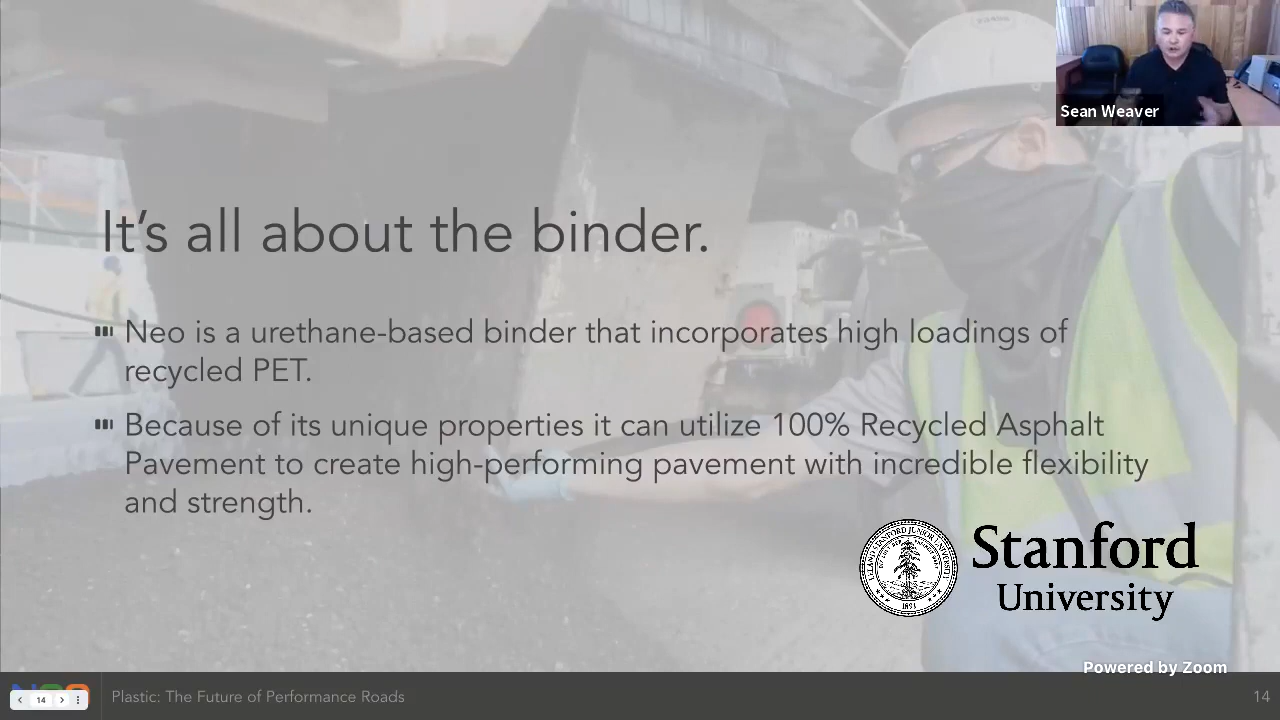 Sean Weaver
It's all about the binder.
Neo is a urethane-based binder that incorporates high loadings of
recycled PET.
Because of its unique properties it can utilize 100% Recycled Asphalt
Pavement to create high-performing pavement with incredible flexibility
and strength.
Stanford
University
1891
Powered by Zoom
14
Plastic: The Future of Performance Roads
14